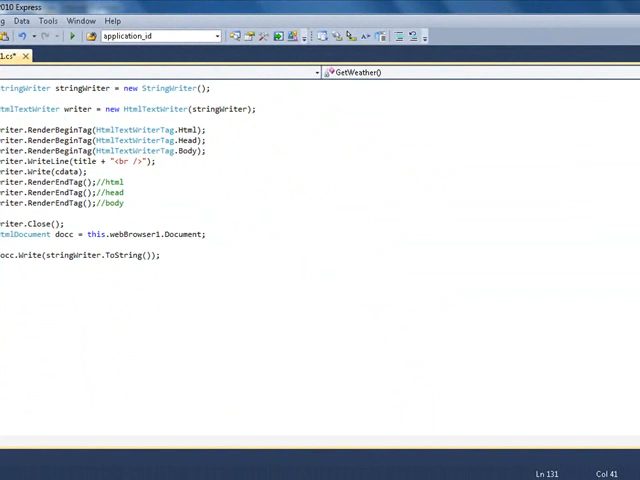 2010 Express
Data Tools Window Help
application_id
1.cs*
GetWeather()
stringWriter = new StringWriter();
writer = new HtmlTextWriter(stringWriter);
riter.RenderBeginTag(HtmlTextWriterTag.Html);
riter.RenderBeginTag(HtmlTextWriterTag.Head);
riter.RenderBeginTag(HtmlTextWriterTag.Body);
riter.WriteLine(title + "<br />");
riter.Write(cdata);
riter.RenderEndTag();//html
riter.RenderEndTag();//head
riter.RenderEndTag();//body
riter.Close();
tmlDocument docc = this.webBrowser1.Document;
docc.Write(stringWriter.ToString());
Ln 131 Col 41